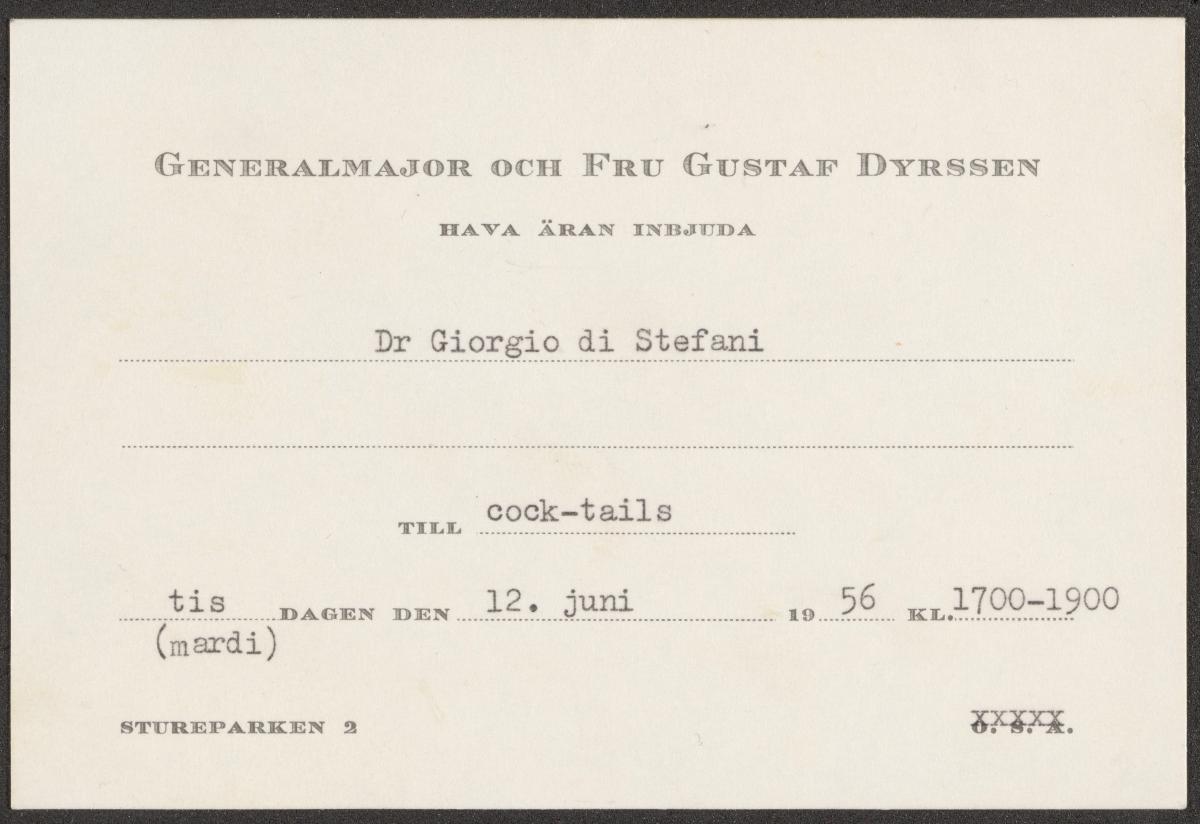 Generalmajor och Fru Gustaf Dyrssen
hava äran inbjuda
Dr Giorgio di Stefani
till cock-tails
tis dagen den 12. juni 19 56 kl. 1700-1900
(mardi)
Stureparken 2 O. S. A.
xxxxx